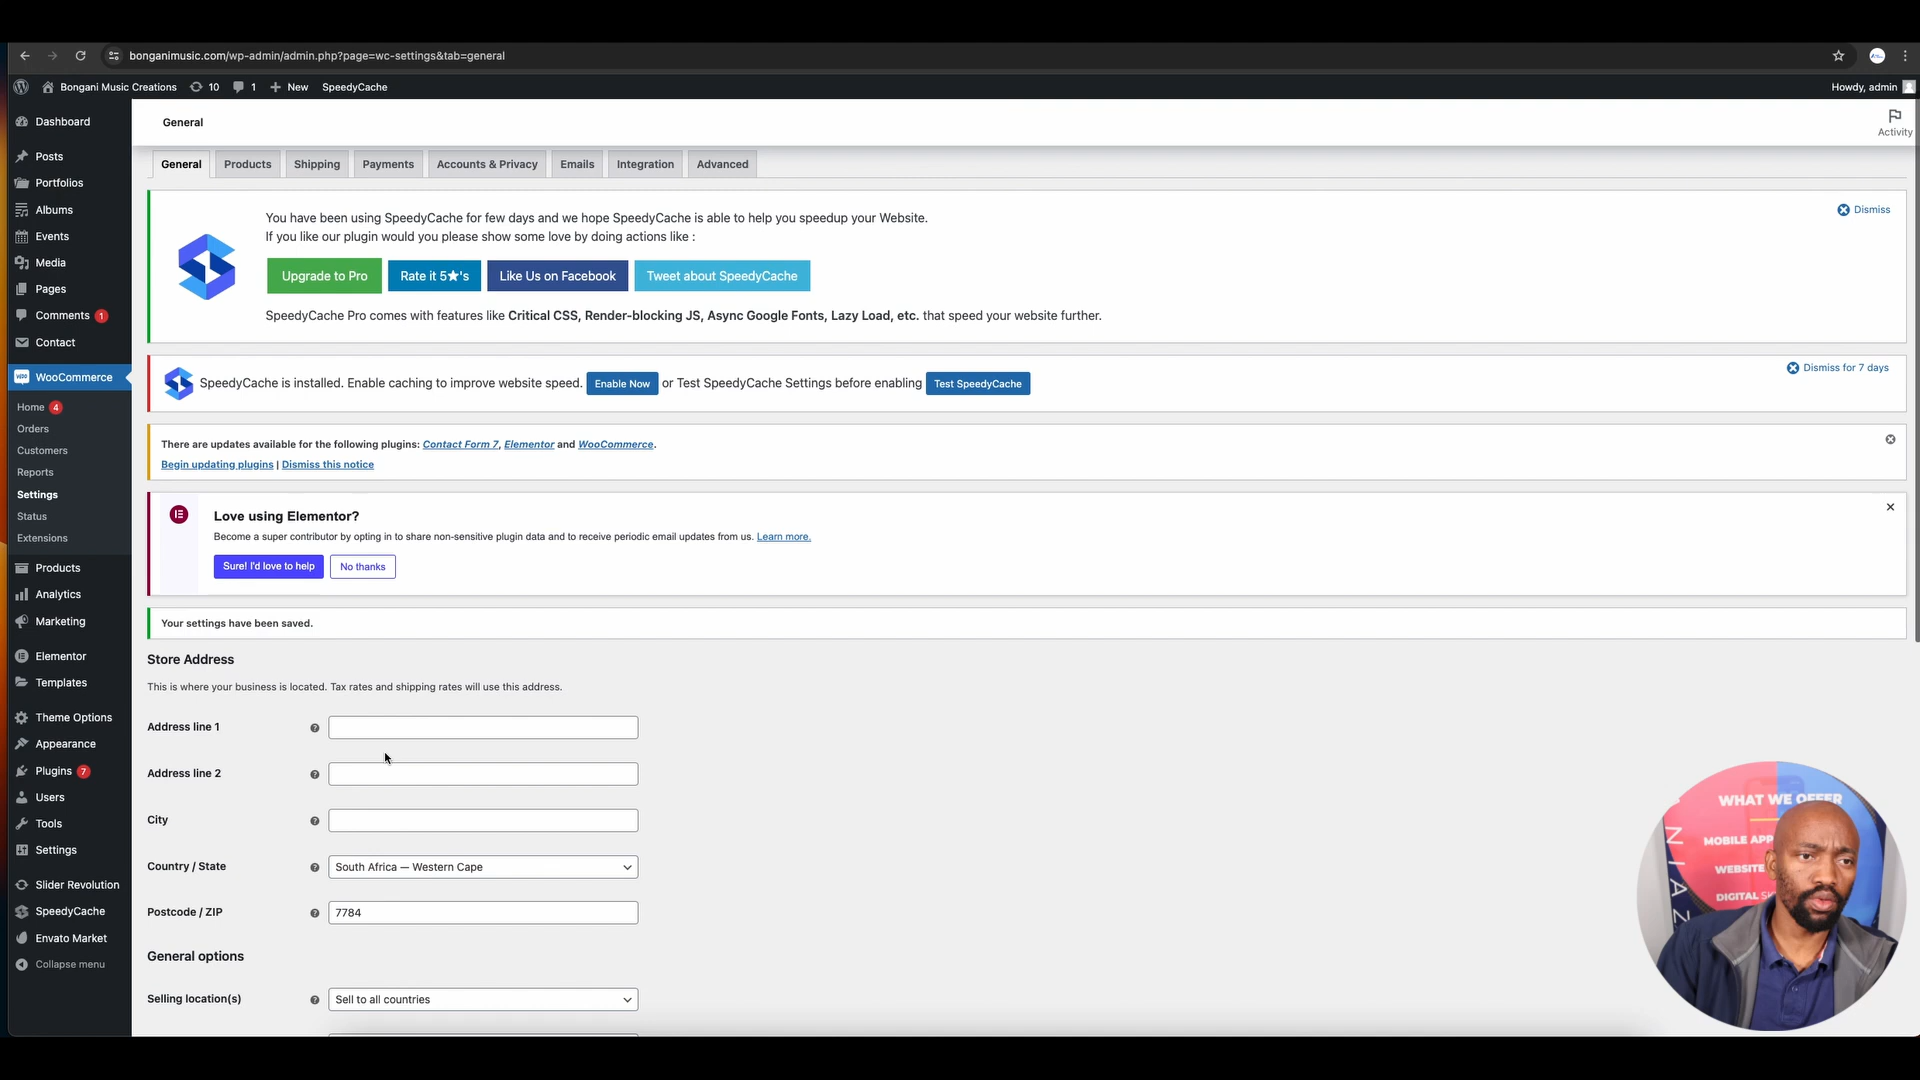 bonganimusic.com/wp-admin/admin.php?page=wc-settings&tab=general
Bongani Music Creations 10 1 New SpeedyCache Howdy, admin
General
Activity
General Products Shipping Payments Accounts & Privacy Emails Integration Advanced
Dashboard
Posts
Portfolios
Albums
Events
Media
Pages
Comments 1
Contact
WooCommerce
Home 4
Orders
Customers
Reports
Settings
Status
Extensions
Products
Analytics
Marketing
Elementor
Templates
Theme Options
Appearance
Plugins 7
Users
Tools
Settings
Slider Revolution
SpeedyCache
Envato Market
Collapse menu
You have been using SpeedyCache for few days and we hope SpeedyCache is able to help you speedup your Website.
Dismiss
If you like our plugin would you please show some love by doing actions like :
Upgrade to Pro Rate it 5★'s Like Us on Facebook Tweet about SpeedyCache
SpeedyCache Pro comes with features like Critical CSS, Render-blocking JS, Async Google Fonts, Lazy Load, etc. that speed your website further.
SpeedyCache is installed. Enable caching to improve website speed. Enable Now or Test SpeedyCache Settings before enabling Test SpeedyCache
Dismiss for 7 days
There are updates available for the following plugins: Contact Form 7, Elementor and WooCommerce.
Begin updating plugins | Dismiss this notice
Love using Elementor?
Become a super contributor by opting in to share non-sensitive plugin data and to receive periodic email updates from us. Learn more.
Sure! I'd love to help No thanks
Your settings have been saved.
Store Address
This is where your business is located. Tax rates and shipping rates will use this address.
Address line 1
Address line 2
City
Country / State South Africa — Western Cape
Postcode / ZIP 7784
General options
Selling location(s) Sell to all countries
WHAT WE OFFER
MOBILE APP
WEBSITE
DIGITAL